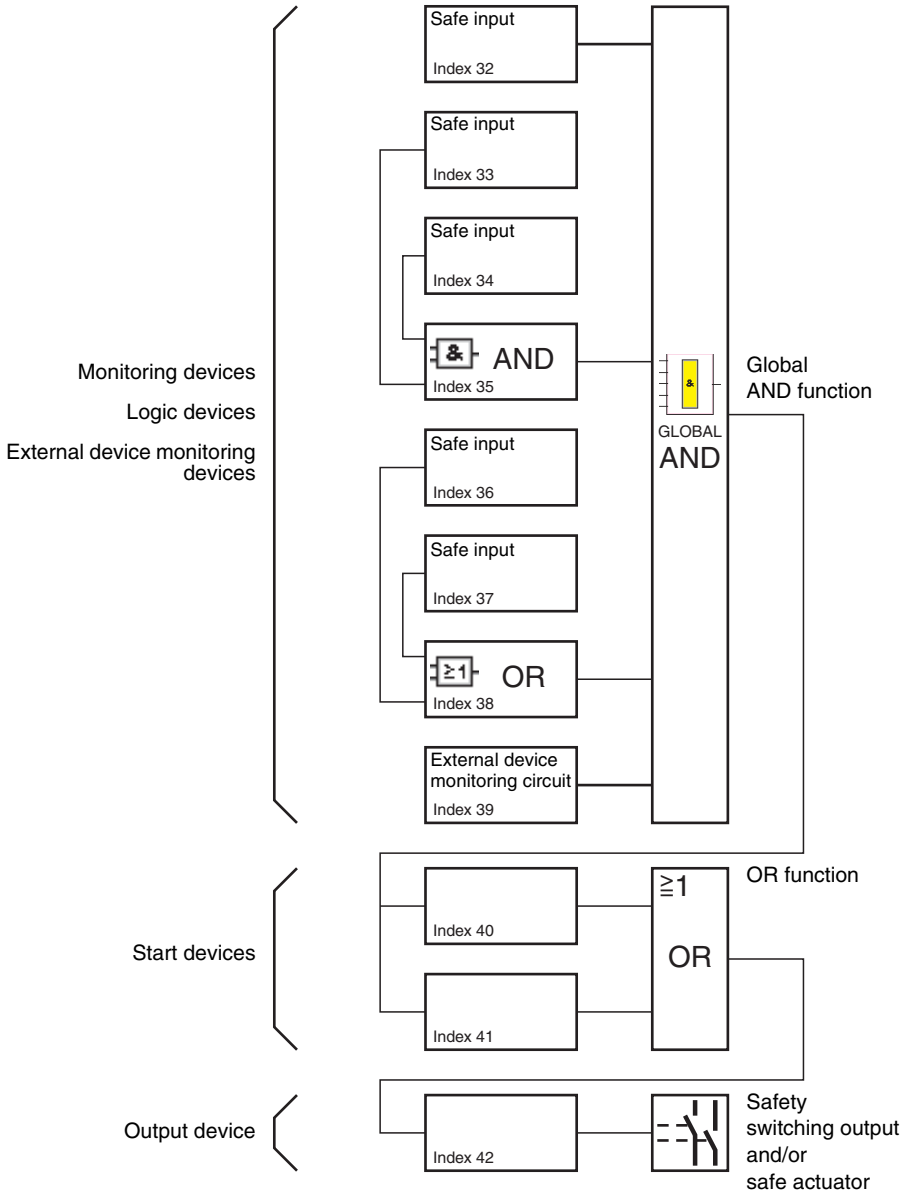 Safe input
Index 32
Safe input
Index 33
Safe input
Index 34
& AND
Index 35
Monitoring devices
Logic devices
External device monitoring
devices
&
GLOBAL
AND
Global
AND function
Safe input
Index 36
Safe input
Index 37
≥1 OR
Index 38
External device
monitoring circuit
Index 39
Start devices
Index 40
Index 41
≧1
OR
OR function
Output device
Index 42
Safety
switching output
and/or
safe actuator